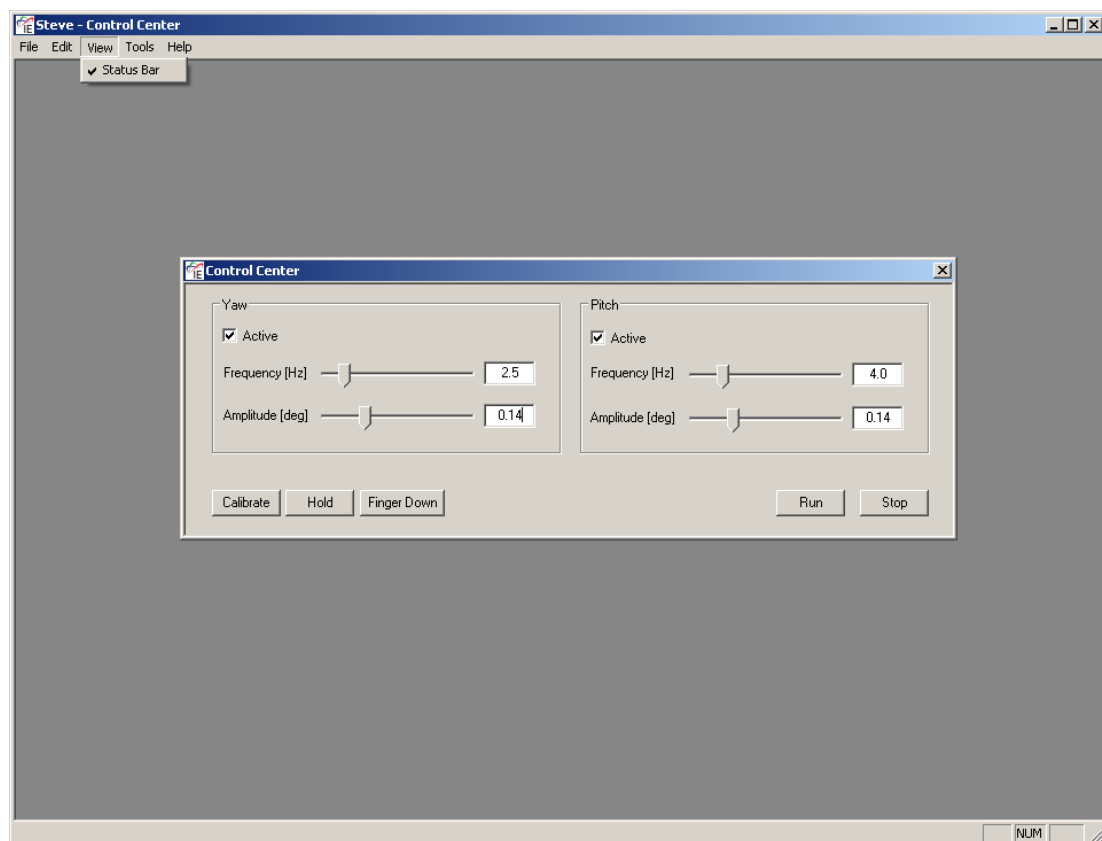 IE Steve - Control Center
File Edit View Tools Help
✔ Status Bar
IE Control Center
Yaw
Active
Frequency [Hz] 2.5
Amplitude [deg] 0.14
Pitch
Active
Frequency [Hz] 4.0
Amplitude [deg] 0.14
Calibrate Hold Finger Down Run Stop
NUM